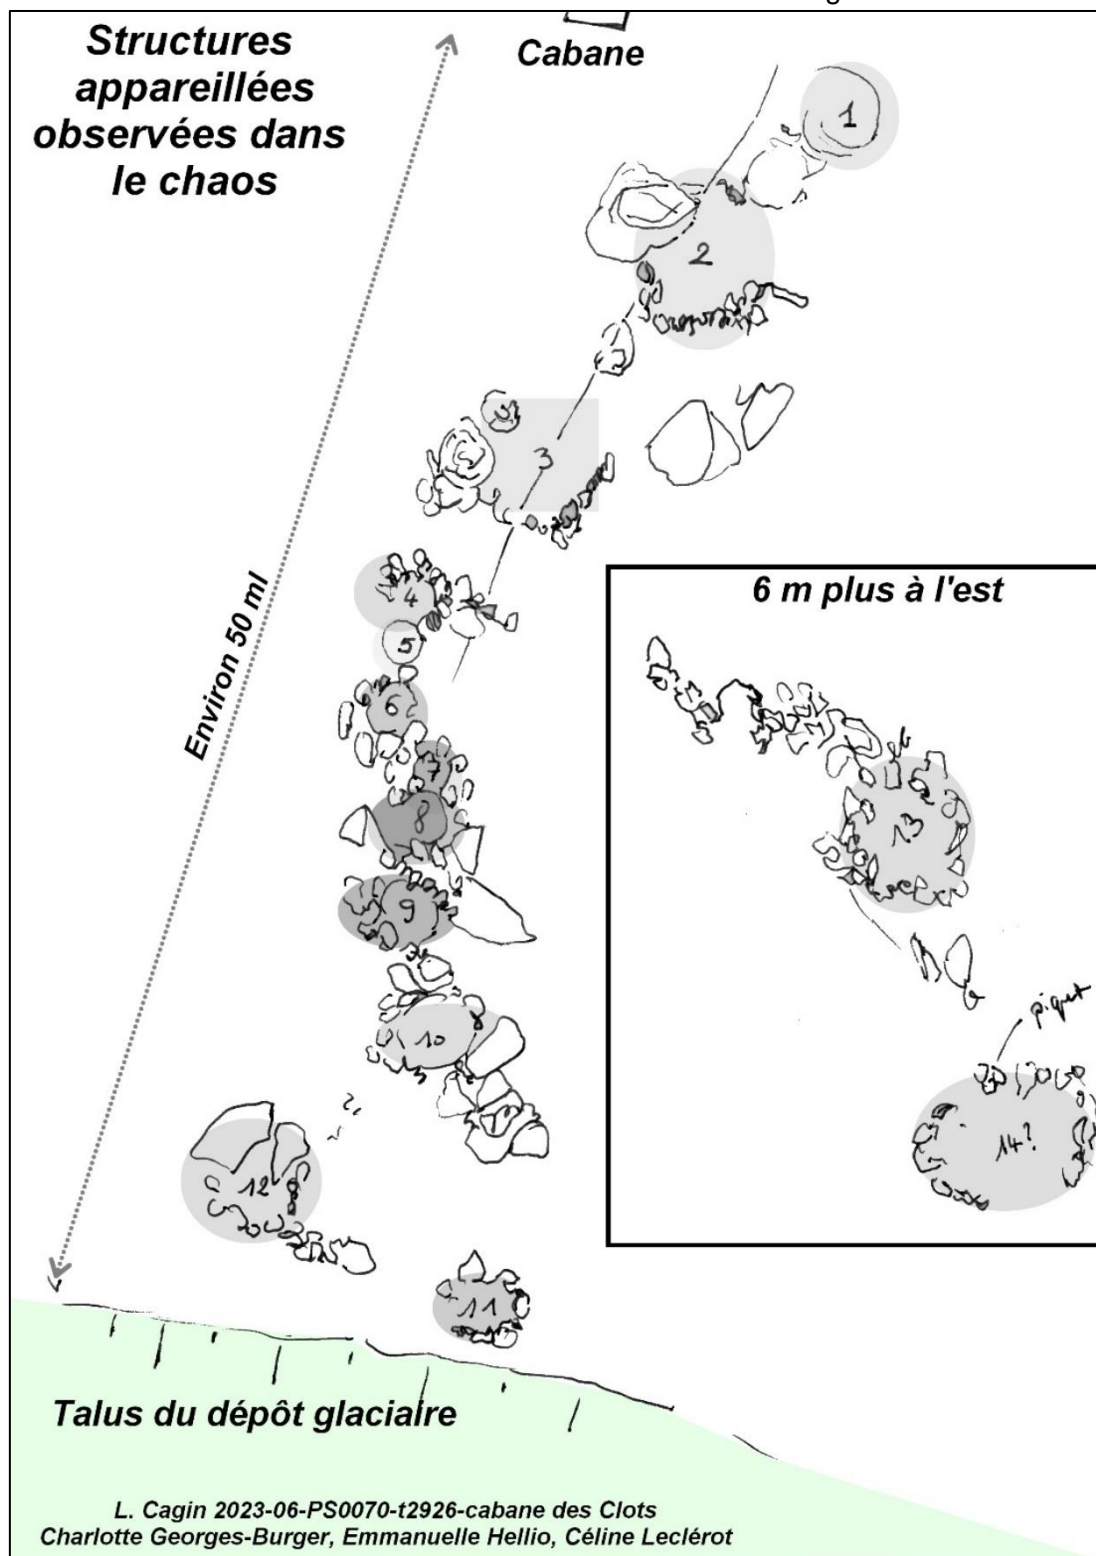 Structures
appareillées
observées dans
le chaos
Cabane
1
2
3
4
5
6
7
8
9
10
12
11
Environ 50 ml
6 m plus à l'est
13
piquet
14?
Talus du dépôt glaciaire
L. Cagin 2023-06-PS0070-t2926-cabane des Clots
Charlotte Georges-Burger, Emmanuelle Hellio, Céline Leclérot